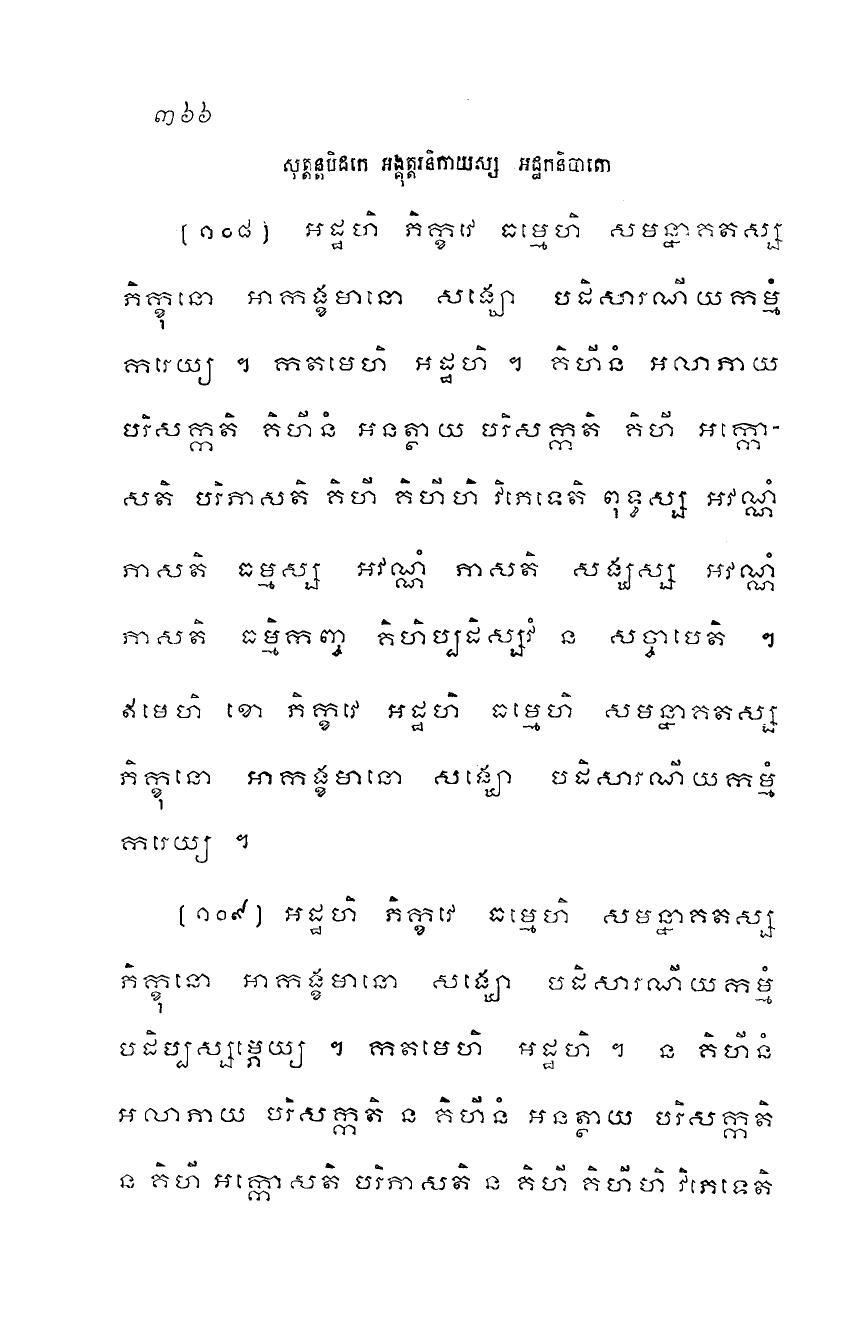 ៣៦៦
សុត្តន្តបិដកេ អង្គុត្តរនិកាយស្ស អដ្ឋកនិបាតោ
[១០៨] អដ្ឋហិ ភិក្ខវេ ធម្មេហិ សមន្នាគតស្ស
ភិក្ខុនោ អាកង្ខមានោ សង្ឃោ បដិសារណីយកម្មំ
ករេយ្យ ។ កតមេហិ អដ្ឋហិ ។ គិហីនំ អលាភាយ
បរិសក្កតិ គិហីនំ អនត្ថាយ បរិសក្កតិ គិហី អក្កោ-
សតិ បរិភាសតិ គិហី គិហីហិ វិភេទេតិ ពុទ្ធស្ស អវណ្ណំ
ភាសតិ ធម្មស្ស អវណ្ណំ ភាសតិ សង្ឃស្ស អវណ្ណំ
ភាសតិ ធម្មិកញ្ច គិហិប្បដិស្សវំ ន សច្ចាបេតិ ។
ឥមេហិ ខោ ភិក្ខវេ អដ្ឋហិ ធម្មេហិ សមន្នាគតស្ស
ភិក្ខុនោ អាកង្ខមានោ សង្ឃោ បដិសារណីយកម្មំ
ករេយ្យ ។
[១០៩] អដ្ឋហិ ភិក្ខវេ ធម្មេហិ សមន្នាគតស្ស
ភិក្ខុនោ អាកង្ខមានោ សង្ឃោ បដិសារណីយកម្មំ
បដិប្បស្សម្ភេយ្យ ។ កតមេហិ អដ្ឋហិ ។ ន គិហីនំ
អលាភាយ បរិសក្កតិ ន គិហីនំ អនត្ថាយ បរិសក្កតិ
ន គិហី អក្កោសតិ បរិភាសតិ ន គិហី គិហីហិ វិភេទេតិ